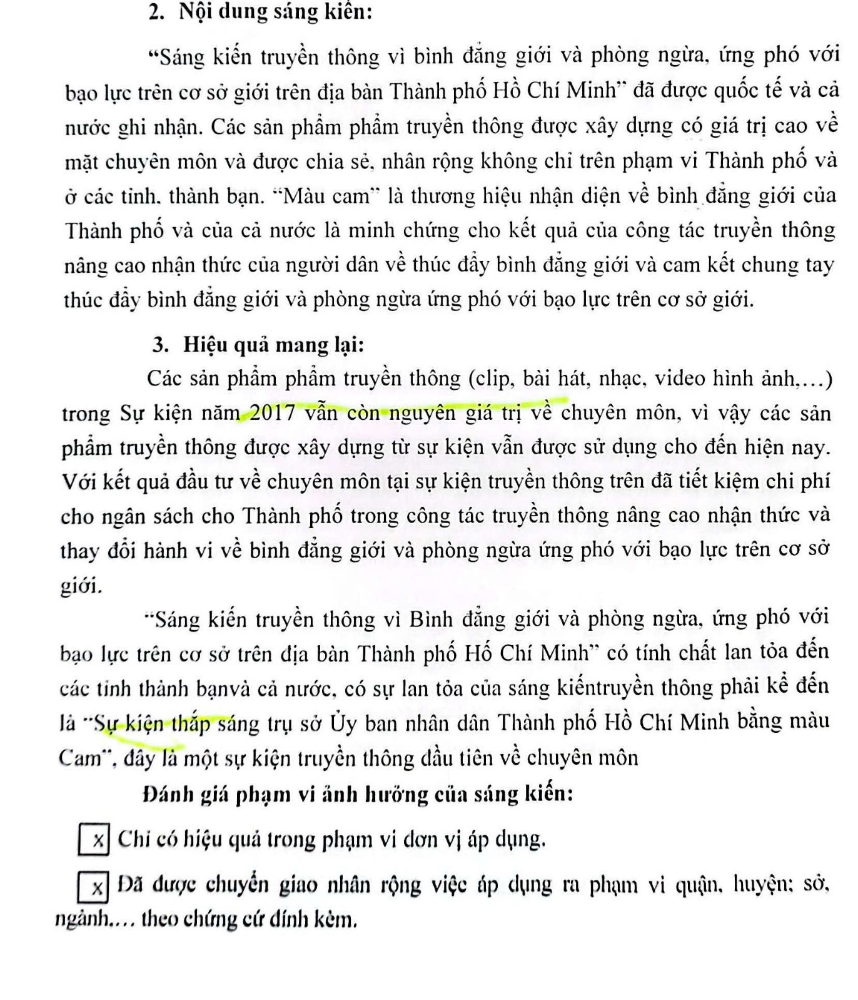 2. Nội dung sáng kiến:
“Sáng kiến truyền thông vì bình đẳng giới và phòng ngừa, ứng phó với
bạo lực trên cơ sở giới trên địa bàn Thành phố Hồ Chí Minh” đã được quốc tế và cả
nước ghi nhận. Các sản phẩm phẩm truyền thông được xây dựng có giá trị cao về
mặt chuyên môn và được chia sẻ, nhân rộng không chỉ trên phạm vi Thành phố và
ở các tỉnh, thành bạn. “Màu cam” là thương hiệu nhận diện về bình đẳng giới của
Thành phố và của cả nước là minh chứng cho kết quả của công tác truyền thông
nâng cao nhận thức của người dân về thúc đẩy bình đẳng giới và cam kết chung tay
thúc đẩy bình đẳng giới và phòng ngừa ứng phó với bạo lực trên cơ sở giới.
3. Hiệu quả mang lại:
Các sản phẩm phẩm truyền thông (clip, bài hát, nhạc, video hình ảnh,…)
trong Sự kiện năm 2017 vẫn còn nguyên giá trị về chuyên môn, vì vậy các sản
phẩm truyền thông được xây dựng từ sự kiện vẫn được sử dụng cho đến hiện nay.
Với kết quả đầu tư về chuyên môn tại sự kiện truyền thông trên đã tiết kiệm chi phí
cho ngân sách cho Thành phố trong công tác truyền thông nâng cao nhận thức và
thay đổi hành vi về bình đẳng giới và phòng ngừa ứng phó với bạo lực trên cơ sở
giới.
“Sáng kiến truyền thông vì Bình đẳng giới và phòng ngừa, ứng phó với
bạo lực trên cơ sở trên địa bàn Thành phố Hố Chí Minh” có tính chất lan tỏa đến
các tỉnh thành bạnvà cả nước, có sự lan tỏa của sáng kiếntruyền thông phải kể đến
là “Sự kiện thắp sáng trụ sở Ủy ban nhân dân Thành phố Hồ Chí Minh bằng màu
Cam”, đây là một sự kiện truyền thông đầu tiên về chuyên môn
Đánh giá phạm vi ảnh hưởng của sáng kiến:
x Chỉ có hiệu quả trong phạm vi đơn vị áp dụng.
x Đã được chuyển giao nhân rộng việc áp dụng ra phạm vi quận, huyện; sở,
ngành.… theo chứng cứ đính kèm.